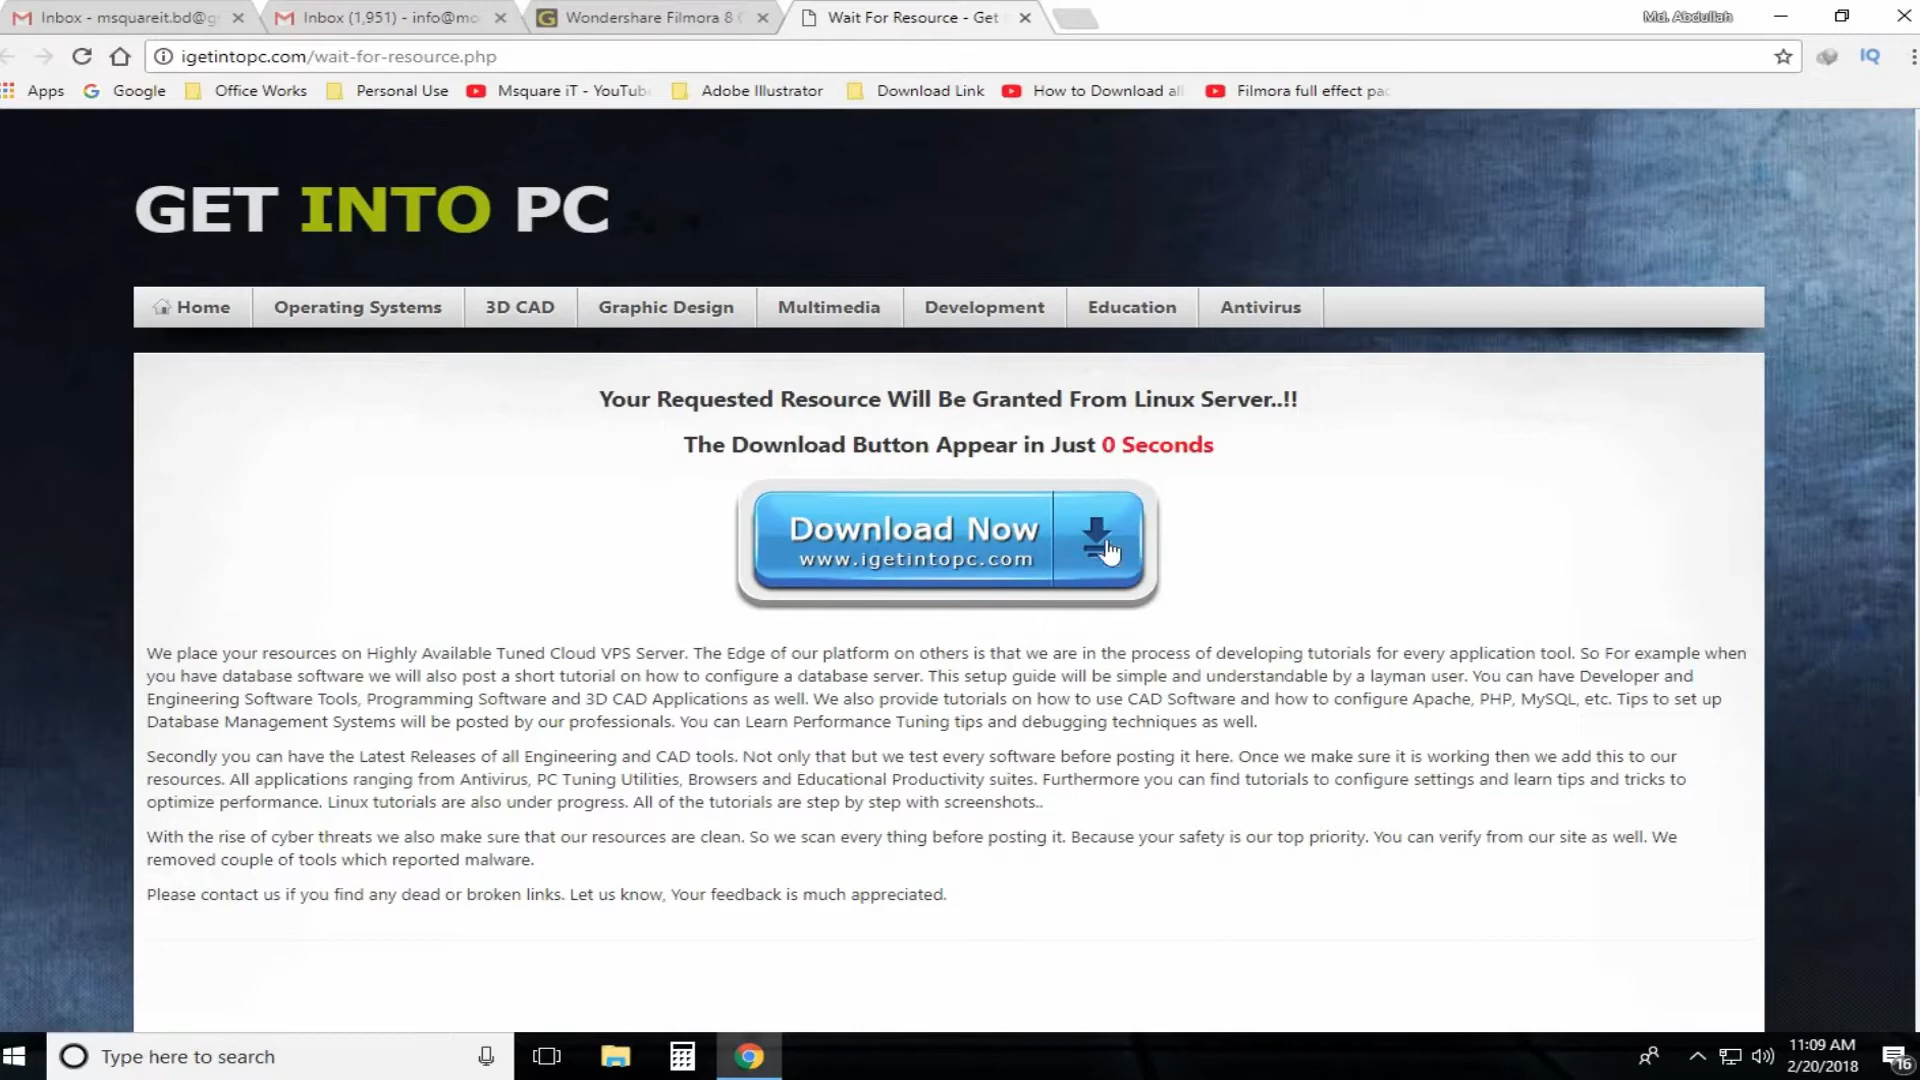 Inbox - msquareit.bd@g
Inbox (1,951) - info@mo
Wondershare Filmora 8
Wait For Resource - Get
Md. Abdullah
igetintopc.com/wait-for-resource.php
IQ
Apps
Google
Office Works
Personal Use
Msquare iT - YouTub
Adobe Illustrator
Download Link
How to Download al
Filmora full effect pac
GET INTO PC
Home
Operating Systems
3D CAD
Graphic Design
Multimedia
Development
Education
Antivirus
Your Requested Resource Will Be Granted From Linux Server..!!
The Download Button Appear in Just 0 Seconds
Download Now
www.igetintopc.com
We place your resources on Highly Available Tuned Cloud VPS Server. The Edge of our platform on others is that we are in the process of developing tutorials for every application tool. So For example when
you have database software we will also post a short tutorial on how to configure a database server. This setup guide will be simple and understandable by a layman user. You can have Developer and
Engineering Software Tools, Programming Software and 3D CAD Applications as well. We also provide tutorials on how to use CAD Software and how to configure Apache, PHP, MySQL, etc. Tips to set up
Database Management Systems will be posted by our professionals. You can Learn Performance Tuning tips and debugging techniques as well.
Secondly you can have the Latest Releases of all Engineering and CAD tools. Not only that but we test every software before posting it here. Once we make sure it is working then we add this to our
resources. All applications ranging from Antivirus, PC Tuning Utilities, Browsers and Educational Productivity suites. Furthermore you can find tutorials to configure settings and learn tips and tricks to
optimize performance. Linux tutorials are also under progress. All of the tutorials are step by step with screenshots..
With the rise of cyber threats we also make sure that our resources are clean. So we scan every thing before posting it. Because your safety is our top priority. You can verify from our site as well. We
removed couple of tools which reported malware.
Please contact us if you find any dead or broken links. Let us know, Your feedback is much appreciated.
Type here to search
11:09 AM
2/20/2018
16